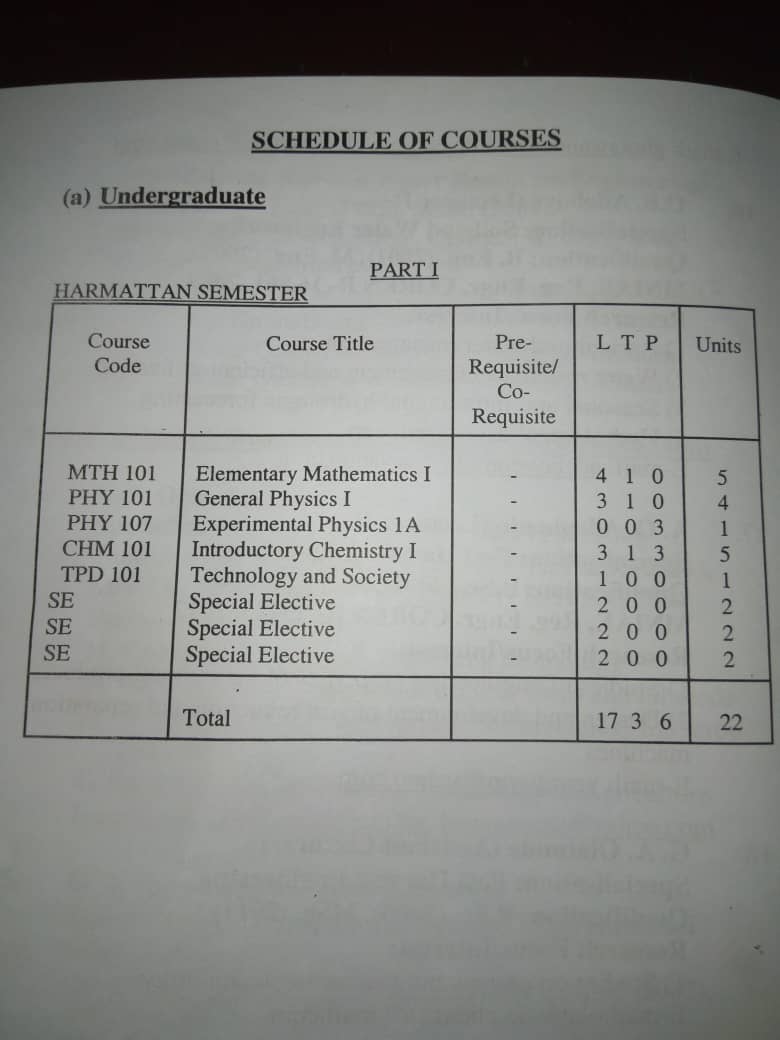 SCHEDULE OF COURSES
(a) Undergraduate
PART I
HARMATTAN SEMESTER
Course Code Course Title Pre-Requisite/Co-Requisite L T P Units
MTH 101 Elementary Mathematics I - 4 1 0 5
PHY 101 General Physics I - 3 1 0 4
PHY 107 Experimental Physics 1A - 0 0 3 1
CHM 101 Introductory Chemistry I - 3 1 3 5
TPD 101 Technology and Society - 1 0 0 1
SE Special Elective - 2 0 0 2
SE Special Elective - 2 0 0 2
SE Special Elective - 2 0 0 2
Total 17 3 6 22